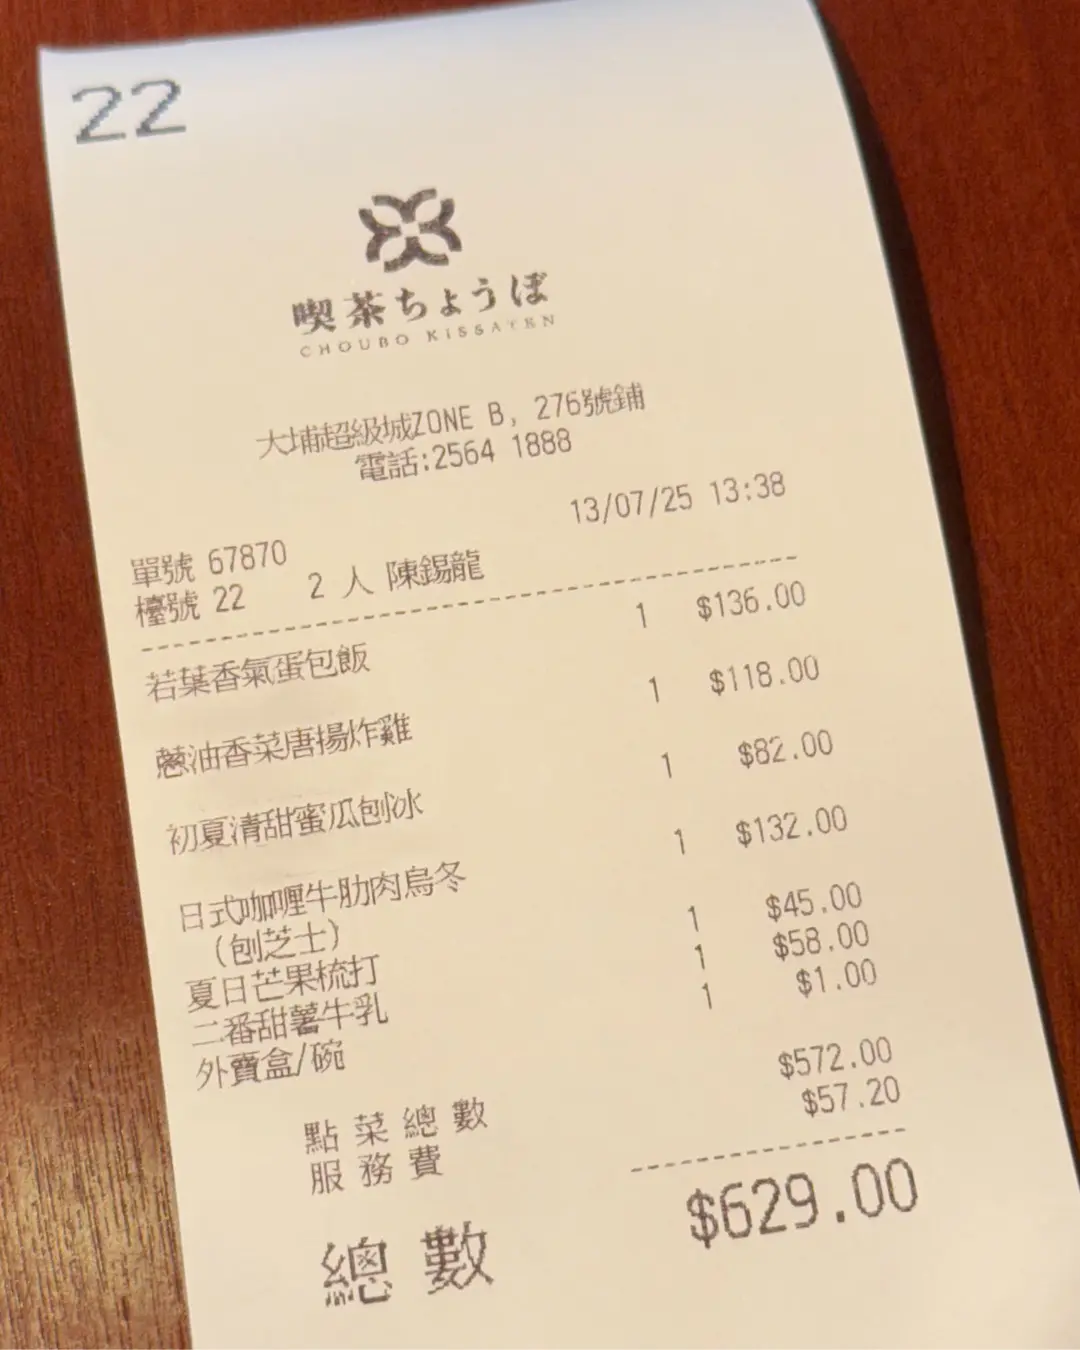 22
喫茶ちょうぼ
CHOUBO KISSATEN
大埔超級城ZONE B, 276號鋪
電話:2564 1888
13/07/25 13:38
單號 67870
檯號 22 2 人 陳錫龍
若葉香氣蛋包飯 1 $136.00
蔥油香菜唐揚炸雞 1 $118.00
初夏清甜蜜瓜刨冰 1 $82.00
日式咖喱牛肋肉烏冬 1 $132.00
(刨芝士)
夏日芒果梳打 1 $45.00
二番甜薯牛乳 1 $58.00
外賣盒/碗 1 $1.00
點菜總數 $572.00
服務費 $57.20
總數 $629.00